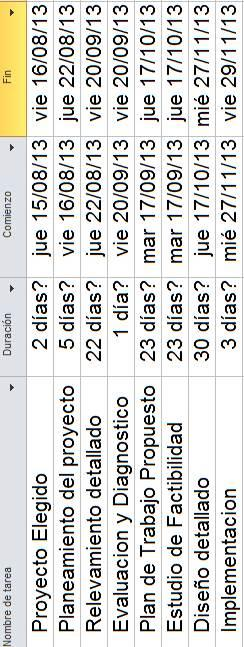 Nombre de tarea Duración Comienzo Fin
Proyecto Elegido 2 días? jue 15/08/13 vie 16/08/13
Planeamiento del proyecto 5 días? vie 16/08/13 jue 22/08/13
Relevamiento detallado 22 días? jue 22/08/13 vie 20/09/13
Evaluacion y Diagnostico 1 día? vie 20/09/13 vie 20/09/13
Plan de Trabajo Propuesto 23 días? mar 17/09/13 jue 17/10/13
Estudio de Factibilidad 23 días? mar 17/09/13 jue 17/10/13
Diseño detallado 30 días? jue 17/10/13 mié 27/11/13
Implementacion 3 días? mié 27/11/13 vie 29/11/13